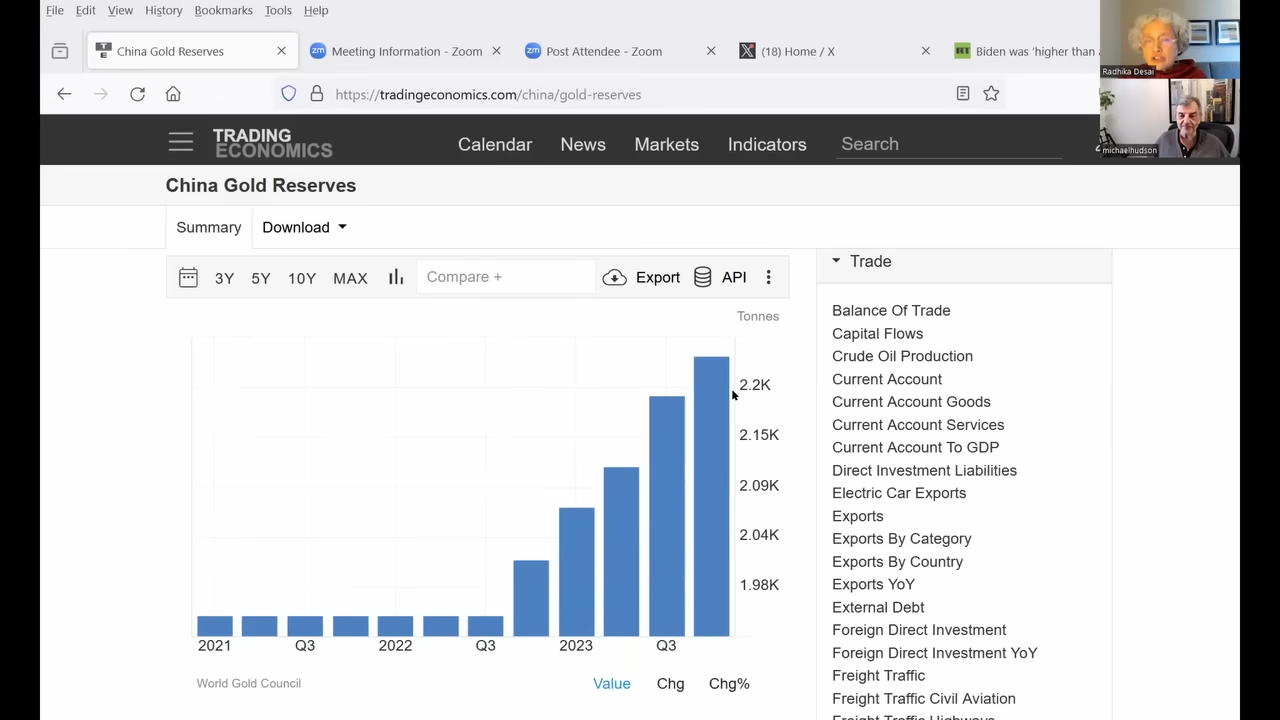 File Edit View History Bookmarks Tools Help
China Gold Reserves
Meeting Information - Zoom
Post Attendee - Zoom
(18) Home / X
RT Biden was 'higher than a
Radhika Desai
https://tradingeconomics.com/china/gold-reserves
michaelhudson
TRADING
ECONOMICS
Calendar News Markets Indicators Search
China Gold Reserves
Summary Download
3Y 5Y 10Y MAX Compare + Export API
Tonnes
2.2K
2.15K
2.09K
2.04K
1.98K
2021 Q3 2022 Q3 2023 Q3
World Gold Council
Value Chg Chg%
Trade
Balance Of Trade
Capital Flows
Crude Oil Production
Current Account
Current Account Goods
Current Account Services
Current Account To GDP
Direct Investment Liabilities
Electric Car Exports
Exports
Exports By Category
Exports By Country
Exports YoY
External Debt
Foreign Direct Investment
Foreign Direct Investment YoY
Freight Traffic
Freight Traffic Civil Aviation
Freight Traffic Highways